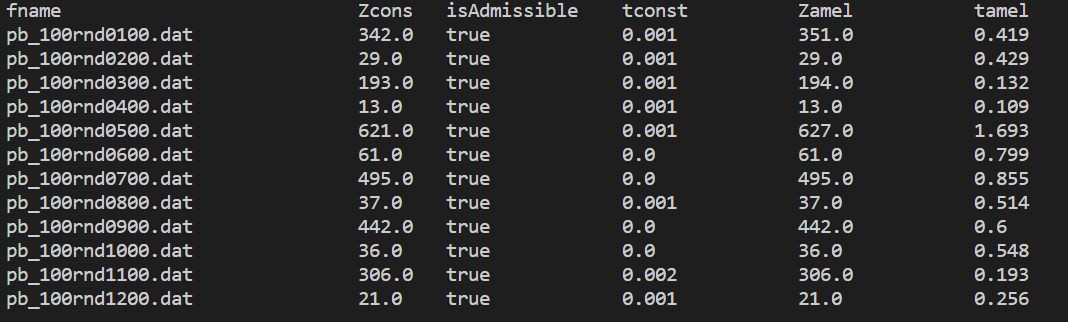 fname Zcons isAdmissible tconst Zamel tamel
pb_100rnd0100.dat 342.0 true 0.001 351.0 0.419
pb_100rnd0200.dat 29.0 true 0.001 29.0 0.429
pb_100rnd0300.dat 193.0 true 0.001 194.0 0.132
pb_100rnd0400.dat 13.0 true 0.001 13.0 0.109
pb_100rnd0500.dat 621.0 true 0.001 627.0 1.693
pb_100rnd0600.dat 61.0 true 0.0 61.0 0.799
pb_100rnd0700.dat 495.0 true 0.0 495.0 0.855
pb_100rnd0800.dat 37.0 true 0.001 37.0 0.514
pb_100rnd0900.dat 442.0 true 0.0 442.0 0.6
pb_100rnd1000.dat 36.0 true 0.001 36.0 0.548
pb_100rnd1100.dat 306.0 true 0.002 306.0 0.193
pb_100rnd1200.dat 21.0 true 0.001 21.0 0.256